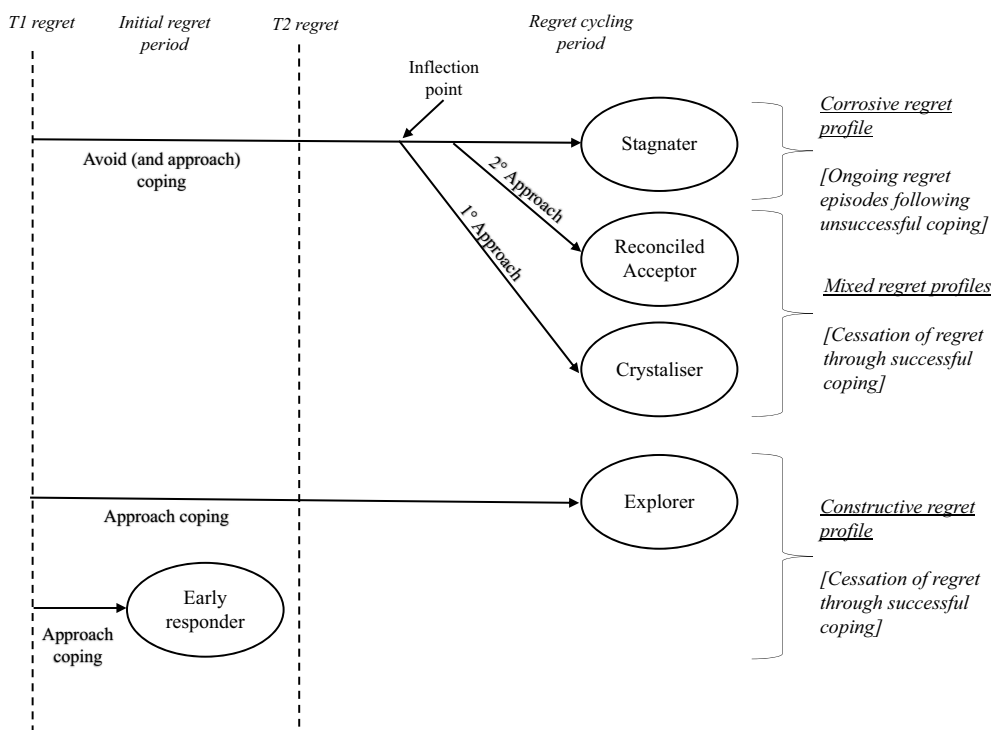 T1 regret
Initial regret
period
T2 regret
Regret cycling
period
Inflection
point
Avoid (and approach)
coping
2° Approach
1° Approach
Stagnater
Reconciled
Acceptor
Crystaliser
Corrosive regret
profile
[Ongoing regret
episodes following
unsuccessful coping]
Mixed regret profiles
[Cessation of regret
through successful
coping]
Approach coping
Explorer
Approach
coping
Early
responder
Constructive regret
profile
[Cessation of regret
through successful
coping]